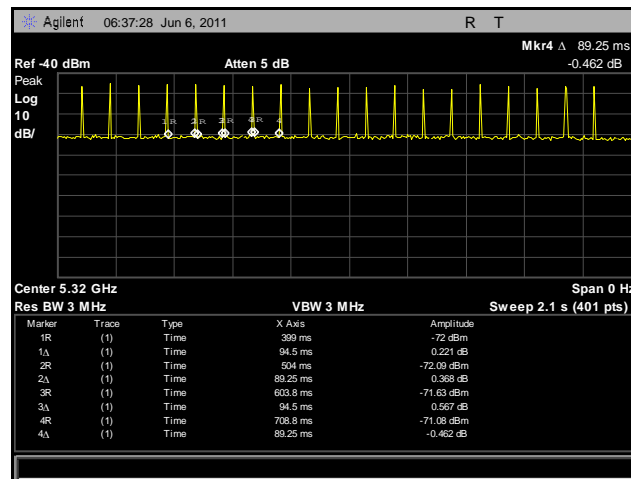 Agilent 06:37:28 Jun 6, 2011 R T
Mkr4 Δ 89.25 ms
Ref -40 dBm Atten 5 dB -0.462 dB
Peak
Log
10
dB/
1R 2R 3R 4R 4
Center 5.32 GHz Span 0 Hz
Res BW 3 MHz VBW 3 MHz Sweep 2.1 s (401 pts)
Marker Trace Type X Axis Amplitude
1R (1) Time 399 ms -72 dBm
1Δ (1) Time 94.5 ms 0.221 dB
2R (1) Time 504 ms -72.09 dBm
2Δ (1) Time 89.25 ms 0.368 dB
3R (1) Time 603.8 ms -71.63 dBm
3Δ (1) Time 94.5 ms 0.567 dB
4R (1) Time 708.8 ms -71.08 dBm
4Δ (1) Time 89.25 ms -0.462 dB